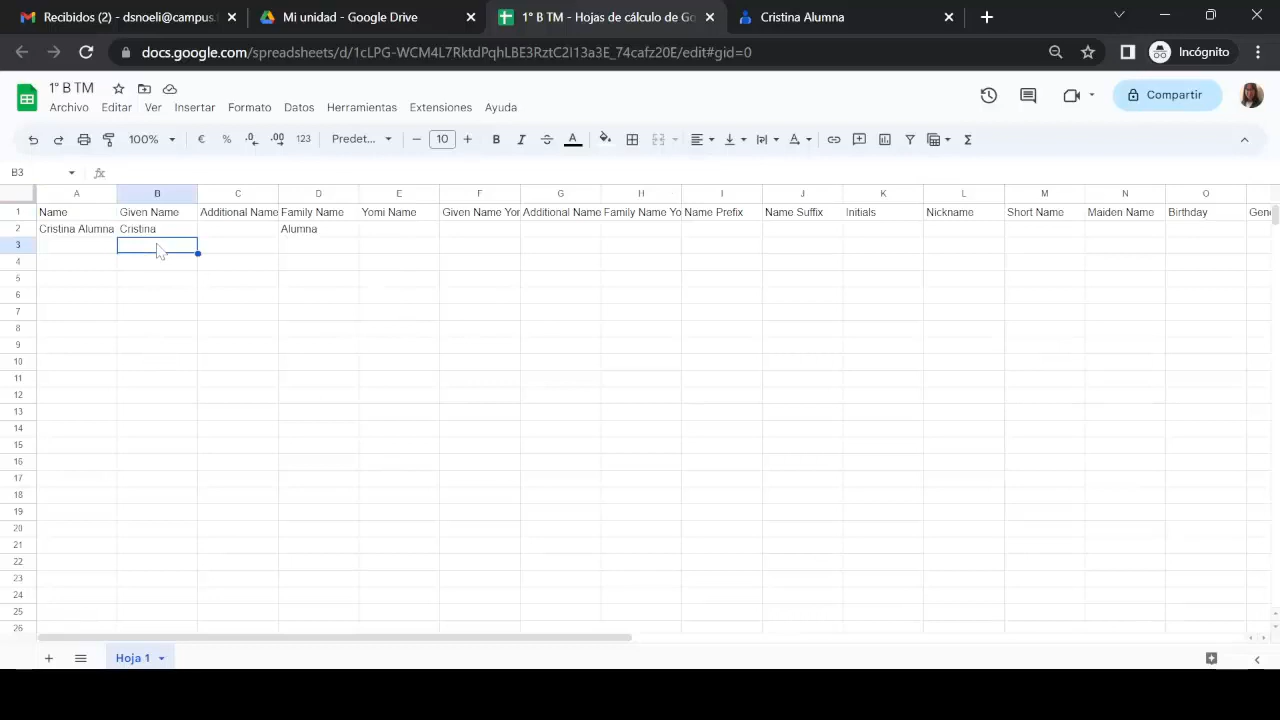 Recibidos (2) - dsnoeli@campus.
Mi unidad - Google Drive
1° B TM - Hojas de cálculo de Go
Cristina Alumna
docs.google.com/spreadsheets/d/1cLPG-WCM4L7RktdPqhLBE3RztC2I13a3E_74cafz20E/edit#gid=0
Incógnito
1° B TM
Archivo Editar Ver Insertar Formato Datos Herramientas Extensiones Ayuda
Compartir
100% € % .0 .00 123 Predet... 10 B I A
B3 fx
A B C D E F G H I J K L M N O
1 Name Given Name Additional Name Family Name Yomi Name Given Name Yor Additional Name Family Name Yo Name Prefix Name Suffix Initials Nickname Short Name Maiden Name Birthday Gen
2 Cristina Alumna Cristina Alumna
3
4
5
6
7
8
9
10
11
12
13
14
15
16
17
18
19
20
21
22
23
24
25
26
Hoja 1